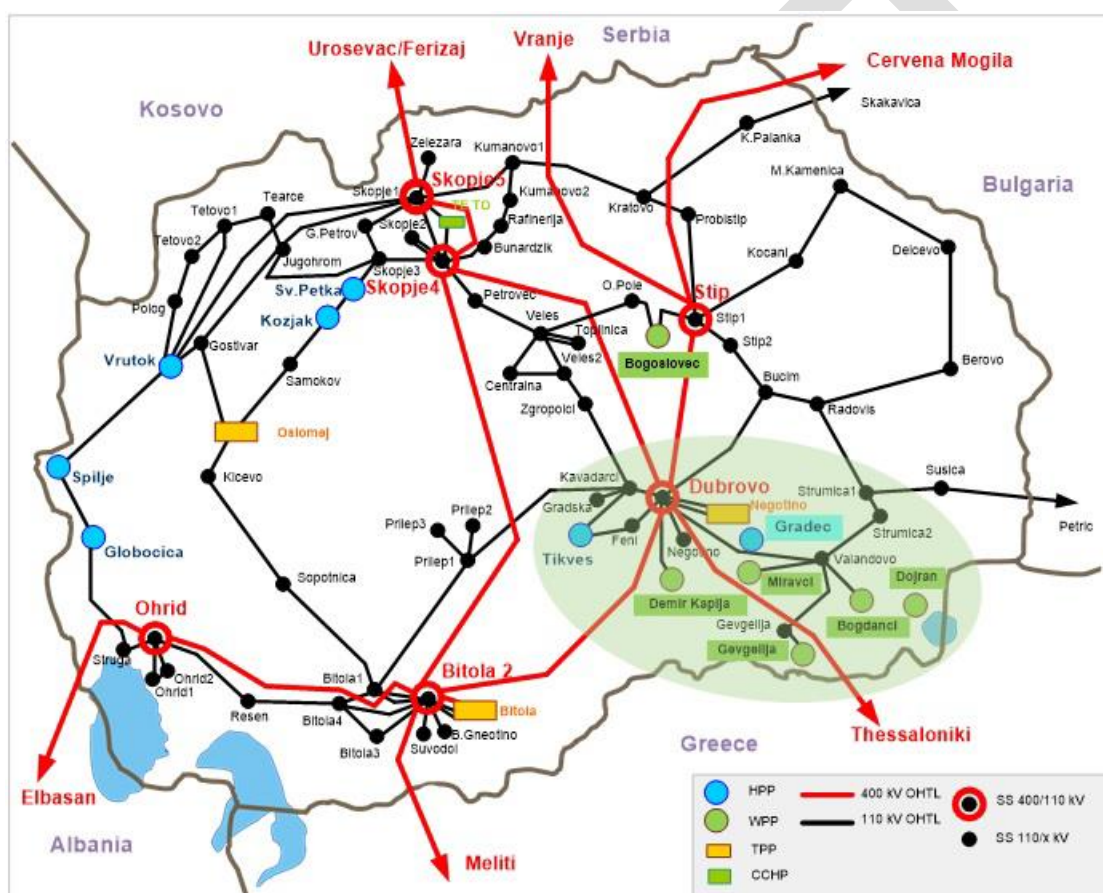 Serbia
Urosevac/Ferizaj
Vranje
Bulgaria
Cervena Mogila
Kosovo
Skakavica
Zelezara
Kumanovo1
K.Palanka
Skopje5
Skopje1
M.Kamenica
Bulgaria
Tearce
TE TO
Kumanovo2
Kratovo
Tetovo1
G.Petrov
Skopje2
Rafinerija
Probistip
Tetovo2
Bunardzik
Kocani
Delcevo
Jugohrom
Skopje3
Skopje4
Sv.Petka
Petrovec
O.Pole
Stip
Polog
Kozjak
Veles
Stip1
Toplinica
Gostivar
Stip2
Vrutok
Veles2
Bogoslovec
Berovo
Samokov
Centralna
Bucim
Zgropolci
Radovis
Oslomej
Spilje
Kicevo
Kavadarci
Dubrovo
Susica
Strumica1
Gradska
Negotino
Prilep3
Prilep2
Gradec
Petric
Globocica
Feni
Strumica2
Tikves
Negotino
Prilep1
Valandovo
Sopotnica
Miravci
Dojran
Demir Kapija
Ohrid
Bogdanci
Gevgelija
Struga
Gevgelija
Ohrid2
Bitola 2
Ohrid1
Bitola1
Resen
Bitola
Bitola4
B.Gneotino
Thessaloniki
Bitola3
Suvodol
Greece
Elbasan
Albania
Meliti
HPP
400 kV OHTL
SS 400/110 kV
WPP
110 kV OHTL
SS 110/x kV
TPP
CCHP